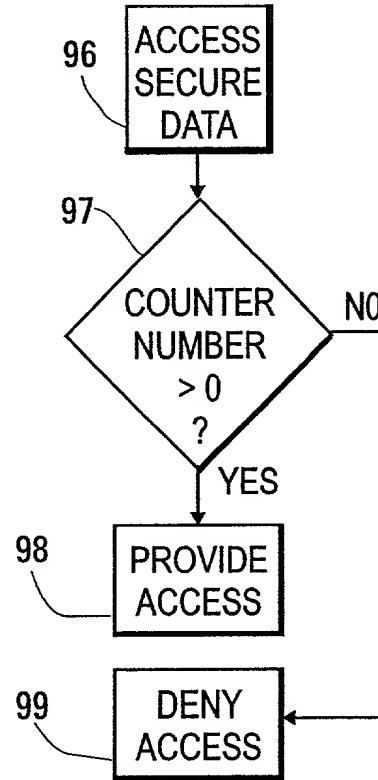 96
ACCESS
SECURE
DATA
97
COUNTER
NUMBER
> 0
?
NO
YES
98
PROVIDE
ACCESS
99
DENY
ACCESS